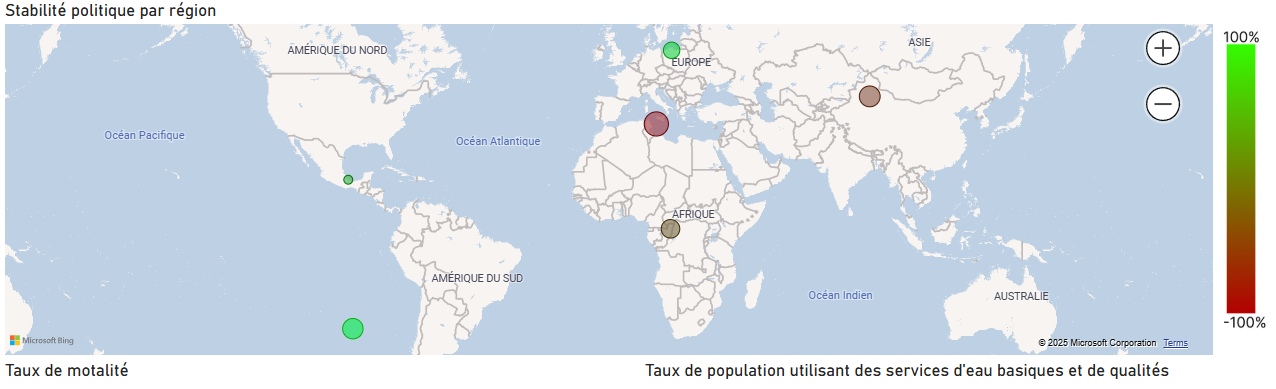 Stabilité politique par région
100%
ASIE
AMÉRIQUE DU NORD
EUROPE
Océan Pacifique
Océan Atlantique
AFRIQUE
AMÉRIQUE DU SUD
Océan Indien
AUSTRALIE
-100%
Microsoft Bing
© 2025 Microsoft Corporation Terms
Taux de motalité
Taux de population utilisant des services d'eau basiques et de qualités